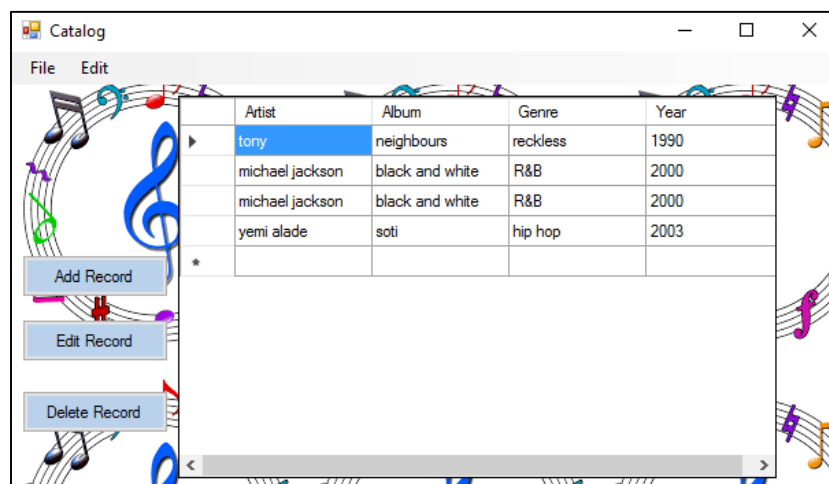 Catalog
File Edit
Artist Album Genre Year
tony neighbours reckless 1990
michael jackson black and white R&B 2000
michael jackson black and white R&B 2000
yemi alade soti hip hop 2003
*
Add Record
Edit Record
Delete Record